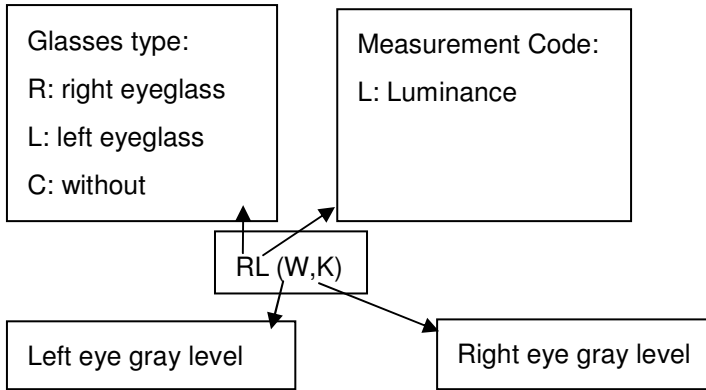 Glasses type:
R: right eyeglass
L: left eyeglass
C: without
Measurement Code:
L: Luminance
RL (W,K)
Left eye gray level
Right eye gray level